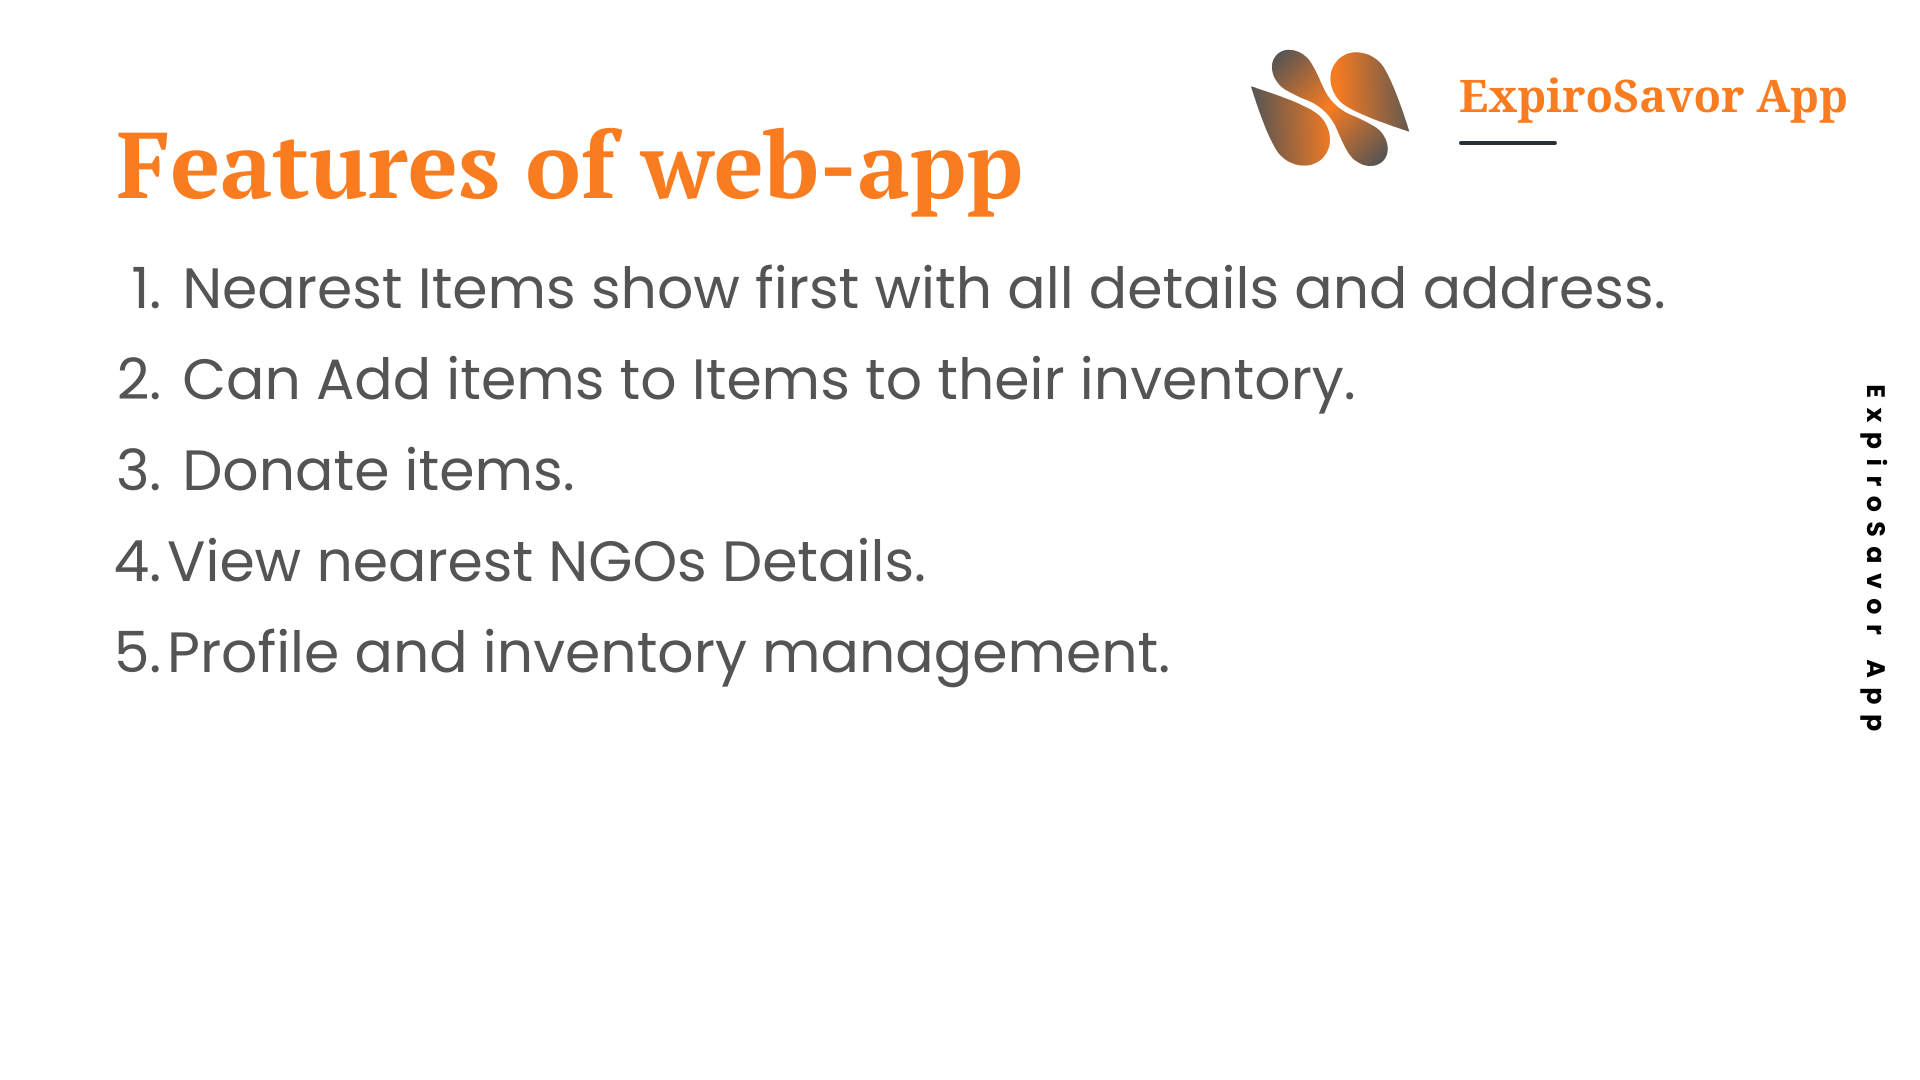 ExpiroSavor App
Features of web-app
1. Nearest Items show first with all details and address.
2. Can Add items to Items to their inventory.
3. Donate items.
4. View nearest NGOs Details.
5. Profile and inventory management.
ExpiroSavor App